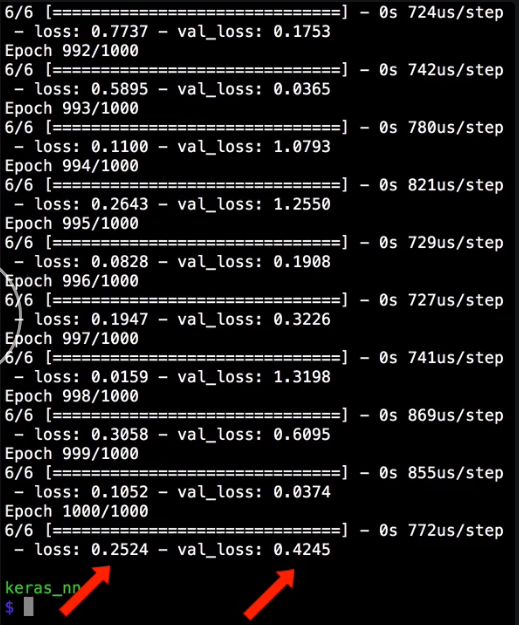 6/6 [==============================] - 0s 724us/step
 - loss: 0.7737 - val_loss: 0.1753
Epoch 992/1000
6/6 [==============================] - 0s 742us/step
 - loss: 0.5895 - val_loss: 0.0365
Epoch 993/1000
6/6 [==============================] - 0s 780us/step
 - loss: 0.1100 - val_loss: 1.0793
Epoch 994/1000
6/6 [==============================] - 0s 821us/step
 - loss: 0.2643 - val_loss: 1.2550
Epoch 995/1000
6/6 [==============================] - 0s 729us/step
 - loss: 0.0828 - val_loss: 0.1908
Epoch 996/1000
6/6 [==============================] - 0s 727us/step
 - loss: 0.1947 - val_loss: 0.3226
Epoch 997/1000
6/6 [==============================] - 0s 741us/step
 - loss: 0.0159 - val_loss: 1.3198
Epoch 998/1000
6/6 [==============================] - 0s 869us/step
 - loss: 0.3058 - val_loss: 0.6095
Epoch 999/1000
6/6 [==============================] - 0s 855us/step
 - loss: 0.1052 - val_loss: 0.0374
Epoch 1000/1000
6/6 [==============================] - 0s 772us/step
 - loss: 0.2524 - val_loss: 0.4245
keras_nn
$